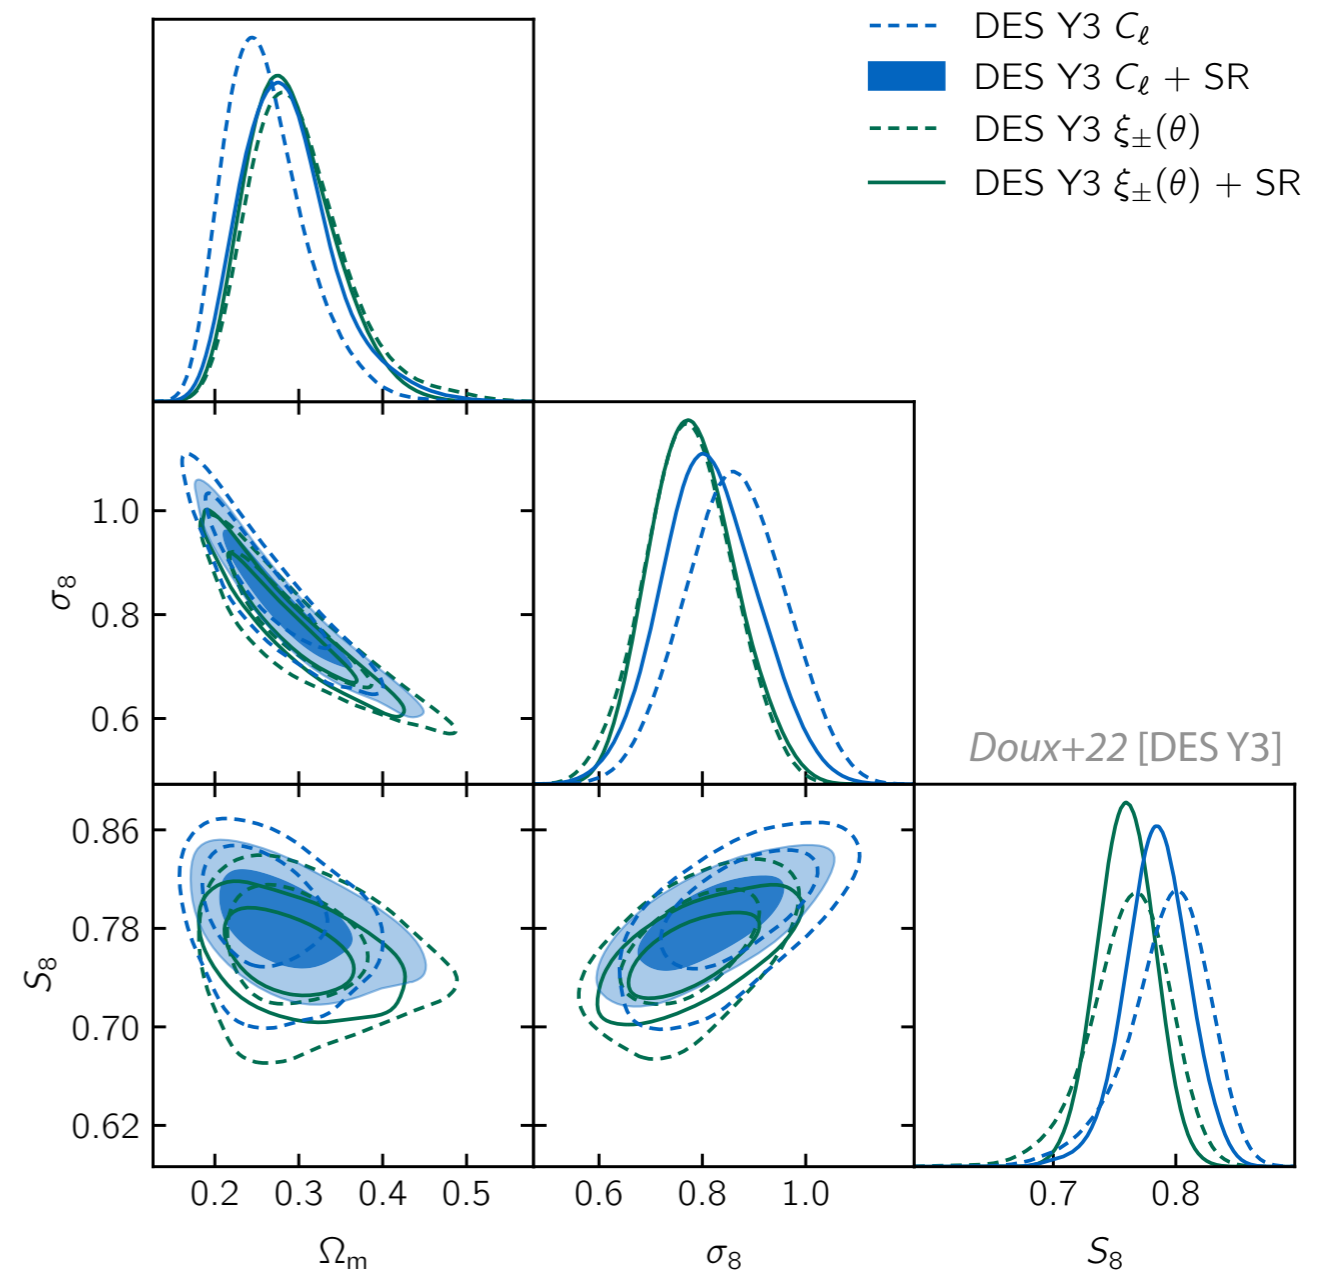 DES Y3 Cℓ
DES Y3 Cℓ + SR
DES Y3 ξ±(θ)
DES Y3 ξ±(θ) + SR
1.0
0.8
0.6
σ8
Doux+22 [DES Y3]
0.86
0.78
0.70
0.62
S8
0.2 0.3 0.4 0.5 0.6 0.8 1.0 0.7 0.8
Ωm σ8 S8